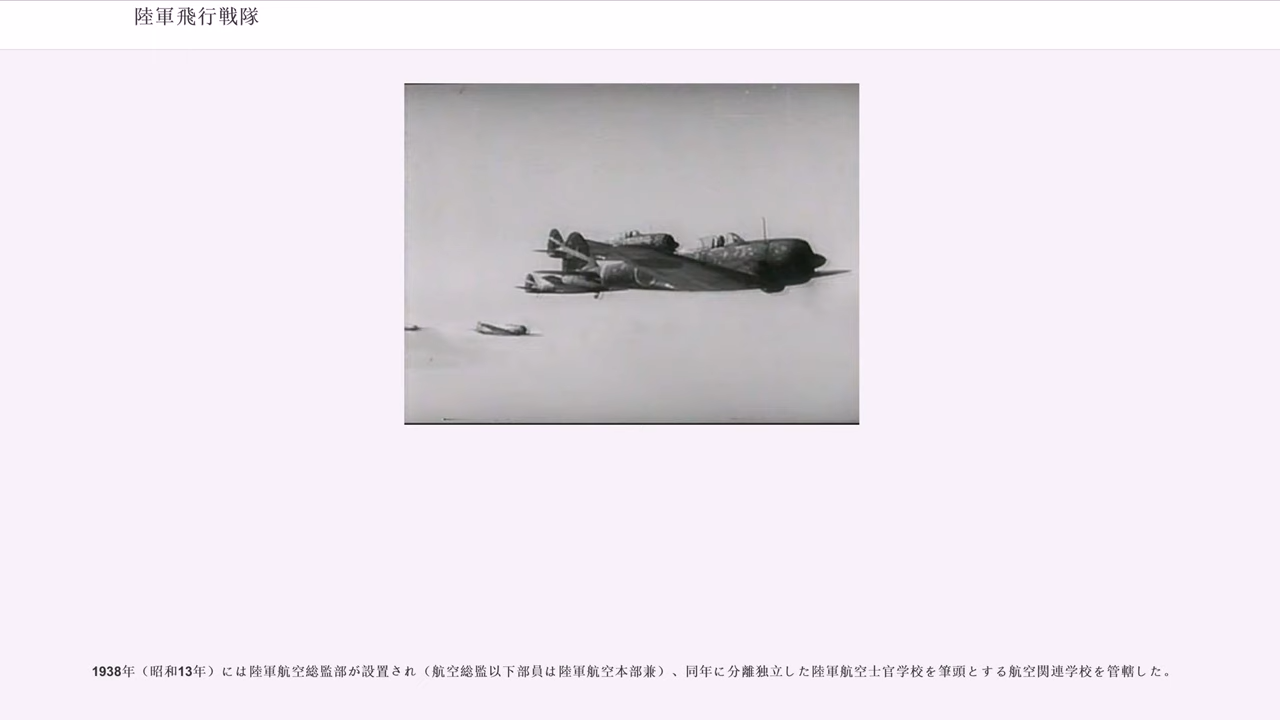 陸軍飛行戦隊
1938年（昭和13年）には陸軍航空総監部が設置され（航空総監以下部員は陸軍航空本部兼）、同年に分離独立した陸軍航空士官学校を筆頭とする航空関連学校を管轄した。